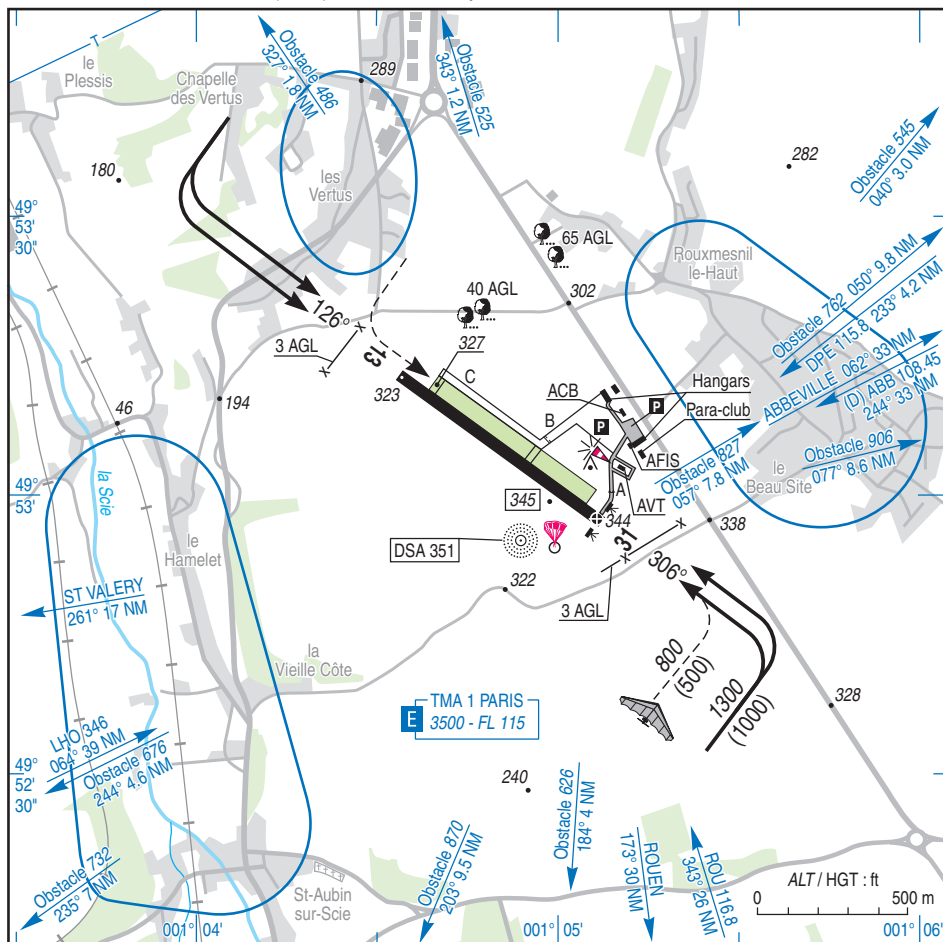 T
le
Plessis
Chapelle
des Vertus
Obstacle 486
327° 1.8 NM
289
Obstacle 525
343° 1.2 NM
282
Obstacle 545
040° 3.0 NM
180
les
Vertus
49°
53'
30"
65 AGL
Rouxmesnil
le-Haut
40 AGL
302
126°
3 AGL
13
327
323
C
B
ACB
Hangars
P
P
Para-club
AFIS
A
AVT
345
344
31
DSA 351
3 AGL
306°
322
338
Obstacle 762 050° 9.8 NM
DPE 115.8 233° 4.2 NM
ABBEVILLE 062° 33 NM
(D) ABB 108.45
244° 33 NM
Obstacle 827
057° 7.8 NM
Obstacle 906
077° 8.6 NM
le
Beau Site
46
194
la Scie
49°
53'
le
Hamelet
ST VALERY
261° 17 NM
la
Vieille Côte
800
(500)
1300
(1000)
328
E
TMA 1 PARIS
3500 - FL 115
LHO 346
064° 39 NM
Obstacle 676
244° 4.6 NM
49°
52'
30"
240
Obstacle 732
235° 7 NM
St-Aubin
sur-Scie
Obstacle 870
209° 9.5 NM
Obstacle 626
184° 4 NM
ROUEN
173° 30 NM
ROU 116.8
343° 26 NM
ALT / HGT : ft
0 500 m
001° 04'
001° 05'
001° 06'